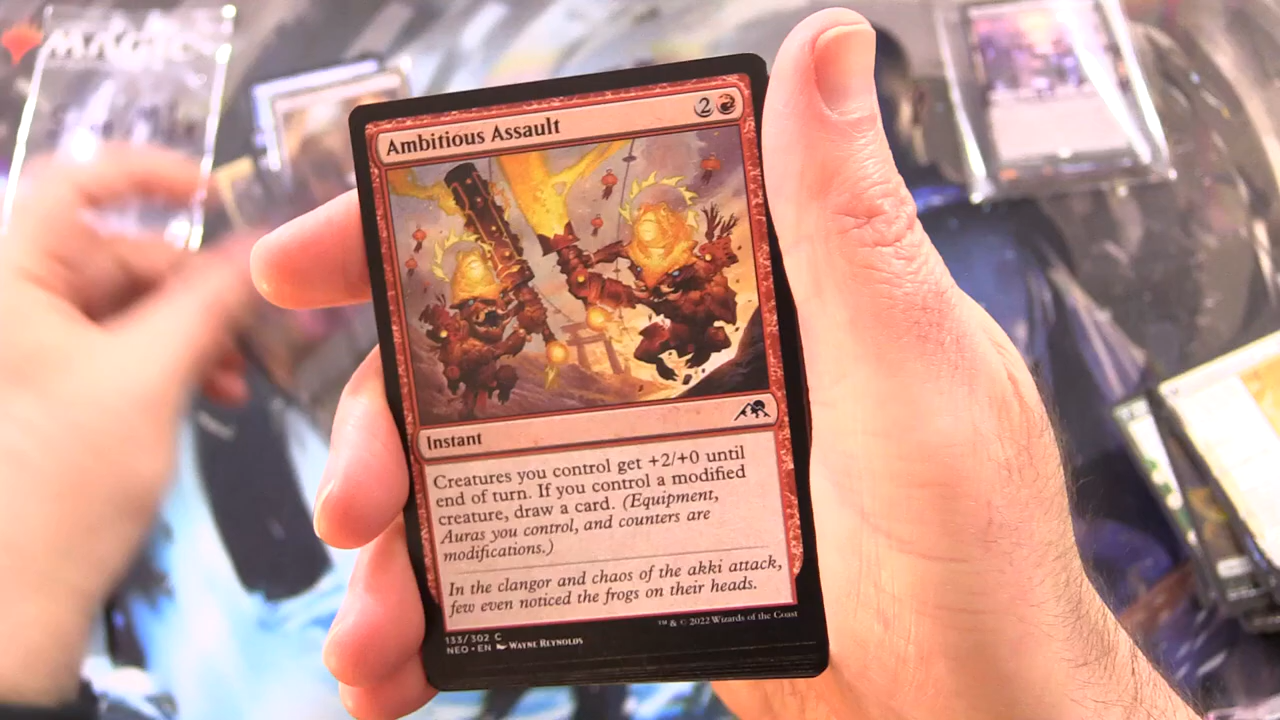 MAGIC
Ambitious Assault
2
Instant
Creatures you control get +2/+0 until
end of turn. If you control a modified
creature, draw a card. (Equipment,
Auras you control, and counters are
modifications.)
In the clangor and chaos of the akki attack,
few even noticed the frogs on their heads.
133/302 C
NEO • EN WAYNE REYNOLDS
™ & © 2022 Wizards of the Coast